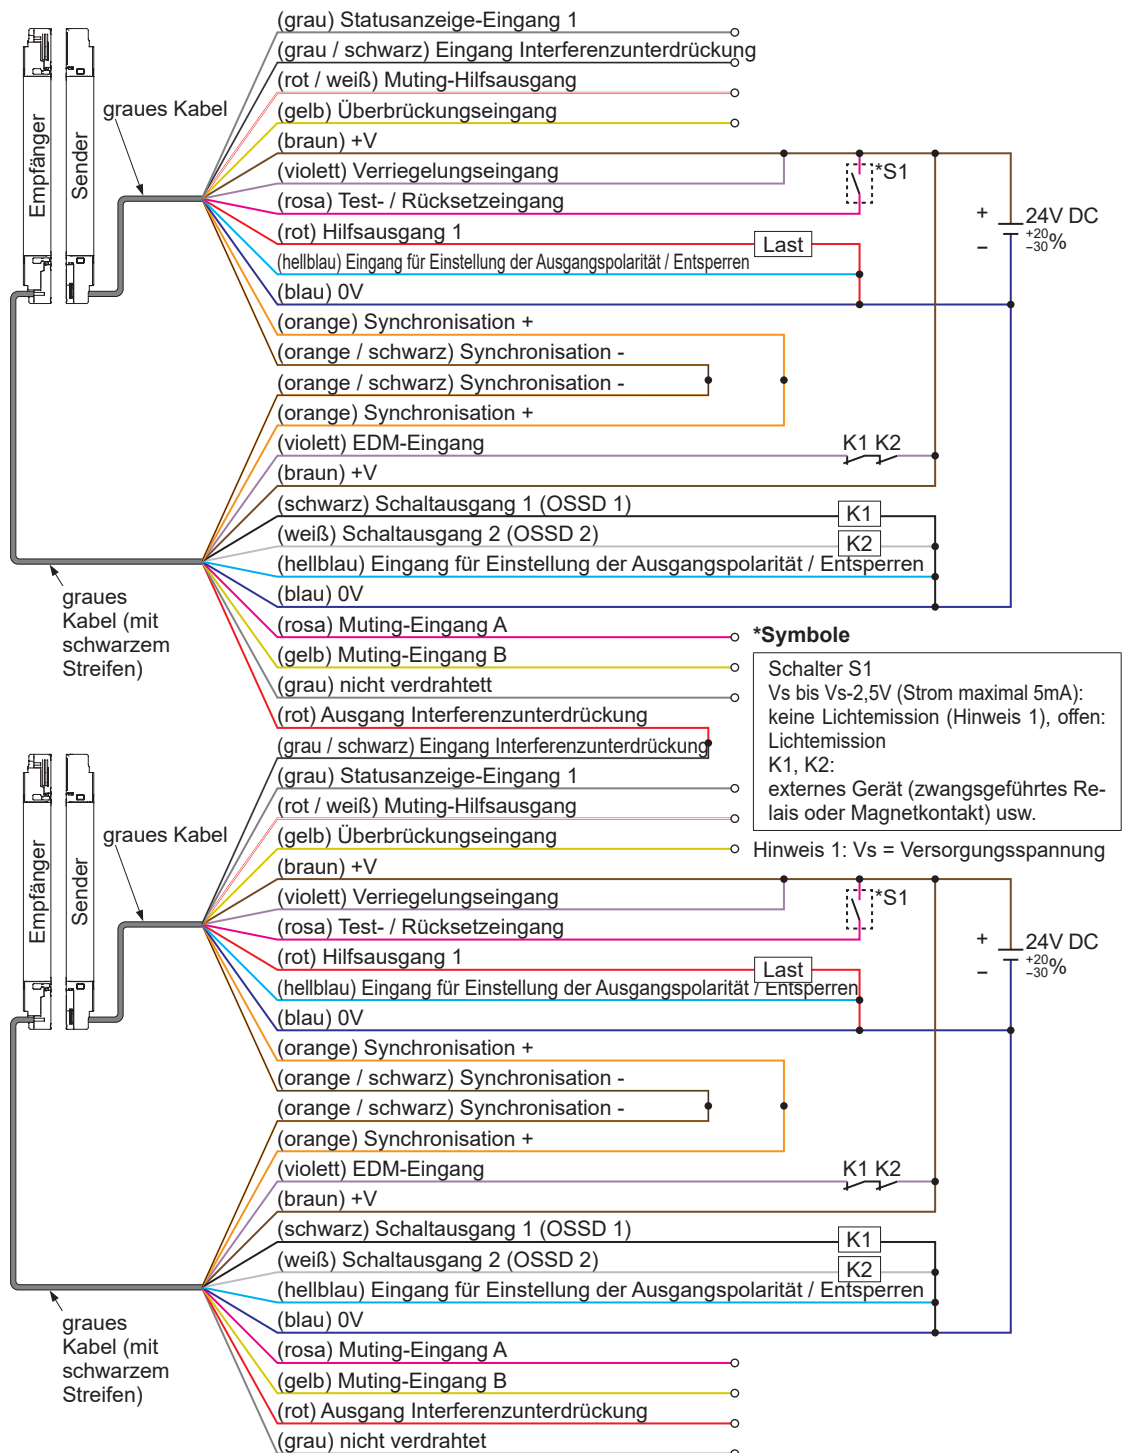 (grau) Statusanzeige-Eingang 1
(grau / schwarz) Eingang Interferenzunterdrückung
(rot / weiß) Muting-Hilfsausgang
graues Kabel
(gelb) Überbrückungseingang
(braun) +V
Empfänger
Sender
(violett) Verriegelungseingang
*S1
(rosa) Test- / Rücksetzeingang
+ 24V DC
– +20 –30 %
(rot) Hilfsausgang 1
Last
(hellblau) Eingang für Einstellung der Ausgangspolarität / Entsperren
(blau) 0V
(orange) Synchronisation +
(orange / schwarz) Synchronisation -
(orange / schwarz) Synchronisation -
(orange) Synchronisation +
(violett) EDM-Eingang
K1 K2
(braun) +V
(schwarz) Schaltausgang 1 (OSSD 1)
K1
(weiß) Schaltausgang 2 (OSSD 2)
K2
(hellblau) Eingang für Einstellung der Ausgangspolarität / Entsperren
(blau) 0V
graues
Kabel (mit
schwarzem
Streifen)
(rosa) Muting-Eingang A
(gelb) Muting-Eingang B
(grau) nicht verdrahtett
(rot) Ausgang Interferenzunterdrückung
*Symbole
Schalter S1
Vs bis Vs-2,5V (Strom maximal 5mA):
keine Lichtemission (Hinweis 1), offen:
Lichtemission
K1, K2:
externes Gerät (zwangsgeführtes Re-
lais oder Magnetkontakt) usw.
Hinweis 1: Vs = Versorgungsspannung
(grau / schwarz) Eingang Interferenzunterdrückung
(grau) Statusanzeige-Eingang 1
(rot / weiß) Muting-Hilfsausgang
graues Kabel
(gelb) Überbrückungseingang
(braun) +V
Empfänger
Sender
(violett) Verriegelungseingang
*S1
(rosa) Test- / Rücksetzeingang
+ 24V DC
– +20 –30 %
(rot) Hilfsausgang 1
Last
(hellblau) Eingang für Einstellung der Ausgangspolarität / Entsperren
(blau) 0V
(orange) Synchronisation +
(orange / schwarz) Synchronisation -
(orange / schwarz) Synchronisation -
(orange) Synchronisation +
(violett) EDM-Eingang
K1 K2
(braun) +V
(schwarz) Schaltausgang 1 (OSSD 1)
K1
(weiß) Schaltausgang 2 (OSSD 2)
K2
(hellblau) Eingang für Einstellung der Ausgangspolarität / Entsperren
(blau) 0V
graues
Kabel (mit
schwarzem
Streifen)
(rosa) Muting-Eingang A
(gelb) Muting-Eingang B
(rot) Ausgang Interferenzunterdrückung
(grau) nicht verdrahtet